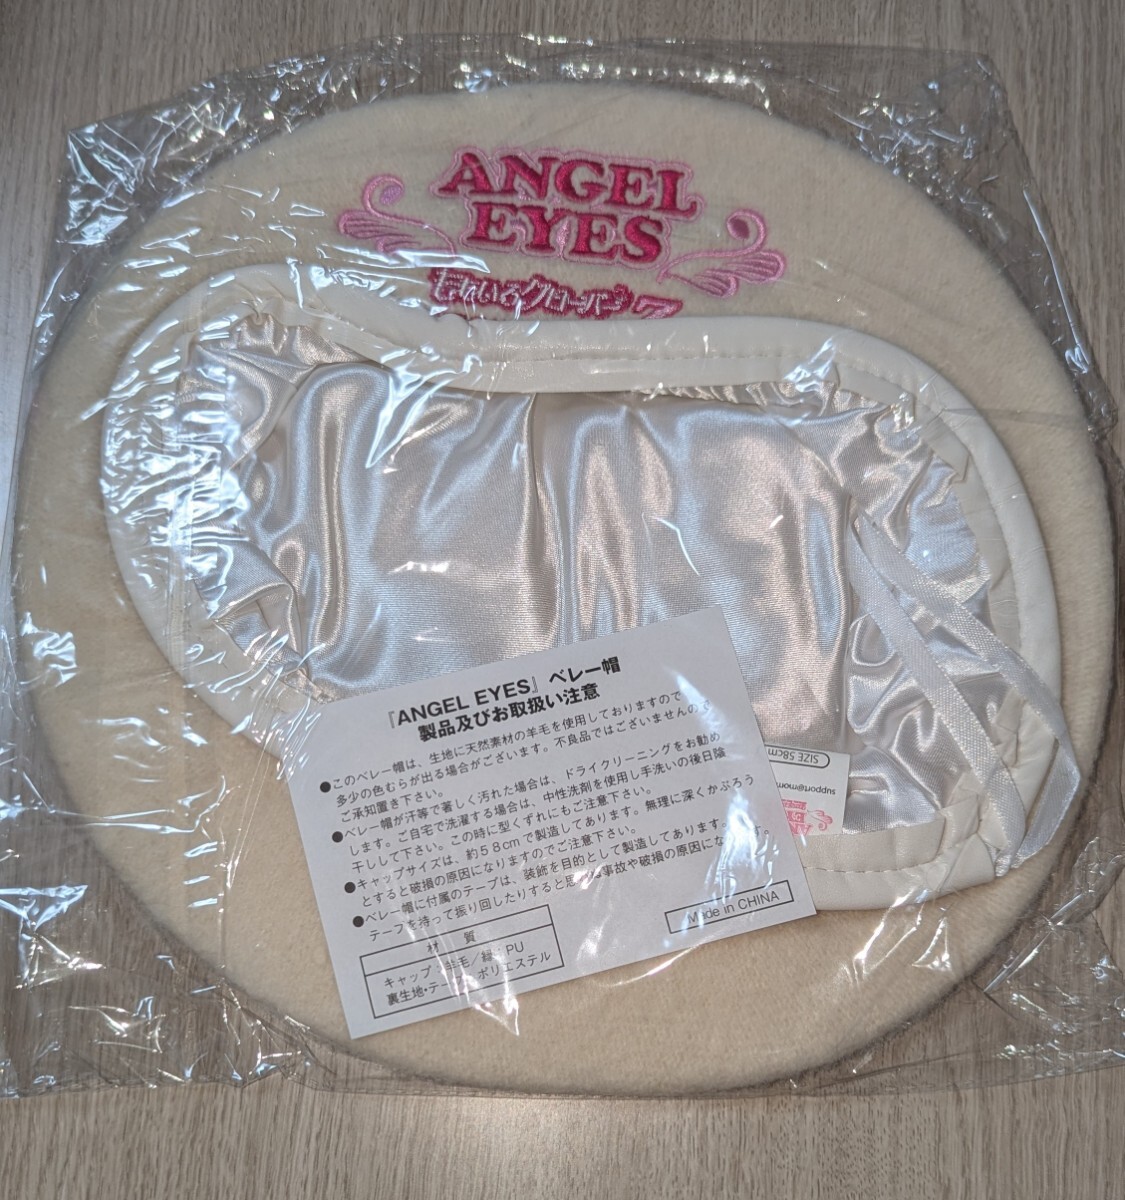 ANGEL
EYES
ももいろクローバーZ
『ANGEL EYES』ベレー帽
製品及びお取扱い注意
●このベレー帽は、生地に天然素材の羊毛を使用しておりますので
多少の色むらが出る場合がございます。不良品ではございませんので
ご承知置き下さい。
●ベレー帽が汗等で著しく汚れた場合は、ドライクリーニングをお勧め
します。ご自宅で洗濯する場合は、中性洗剤を使用し手洗いの後日陰
干しして下さい。この時に型くずれにもご注意下さい。
●キャップサイズは、約58cmで製造してあります。無理に深くかぶろう
とすると破損の原因になりますのでご注意下さい。
●ベレー帽に付属のテープは、装飾を目的として製造してあります。
テープを持って振り回したりすると思わぬ事故や破損の原因にな
ます。
材 質
キャップ:羊毛/縁:PU
裏生地・テープ:ポリエステル
Made in CHINA
SIZE 58cm
support@mom